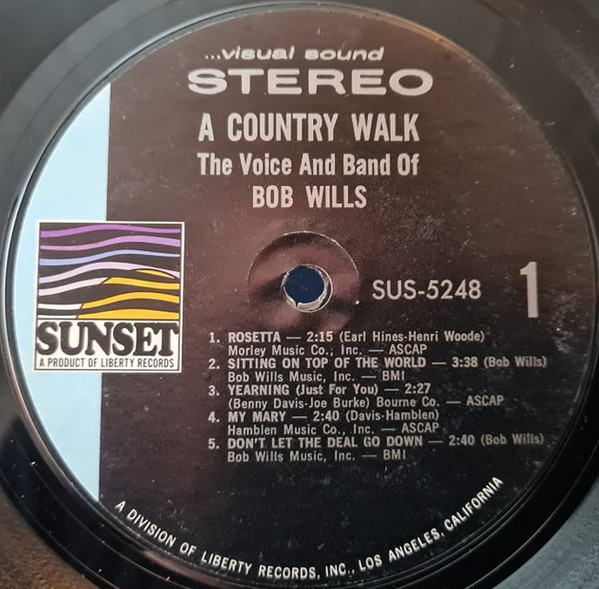 ...visual sound
STEREO
A COUNTRY WALK
The Voice And Band Of
BOB WILLS
SUS-5248
1
SUNSET
A PRODUCT OF LIBERTY RECORDS
1. ROSETTA — 2:15 (Earl Hines-Henri Woode)
Morley Music Co., Inc. — ASCAP
2. SITTING ON TOP OF THE WORLD — 3:38 (Bob Wills)
Bob Wills Music, Inc. — BMI
3. YEARNING (Just For You) — 2:27
(Benny Davis-Joe Burke) Bourne Co. — ASCAP
4. MY MARY — 2:40 (Davis-Hamblen)
Hamblen Music Co., Inc. — ASCAP
5. DON'T LET THE DEAL GO DOWN — 2:40 (Bob Wills)
Bob Wills Music, Inc. — BMI
A DIVISION OF LIBERTY RECORDS, INC., LOS ANGELES, CALIFORNIA